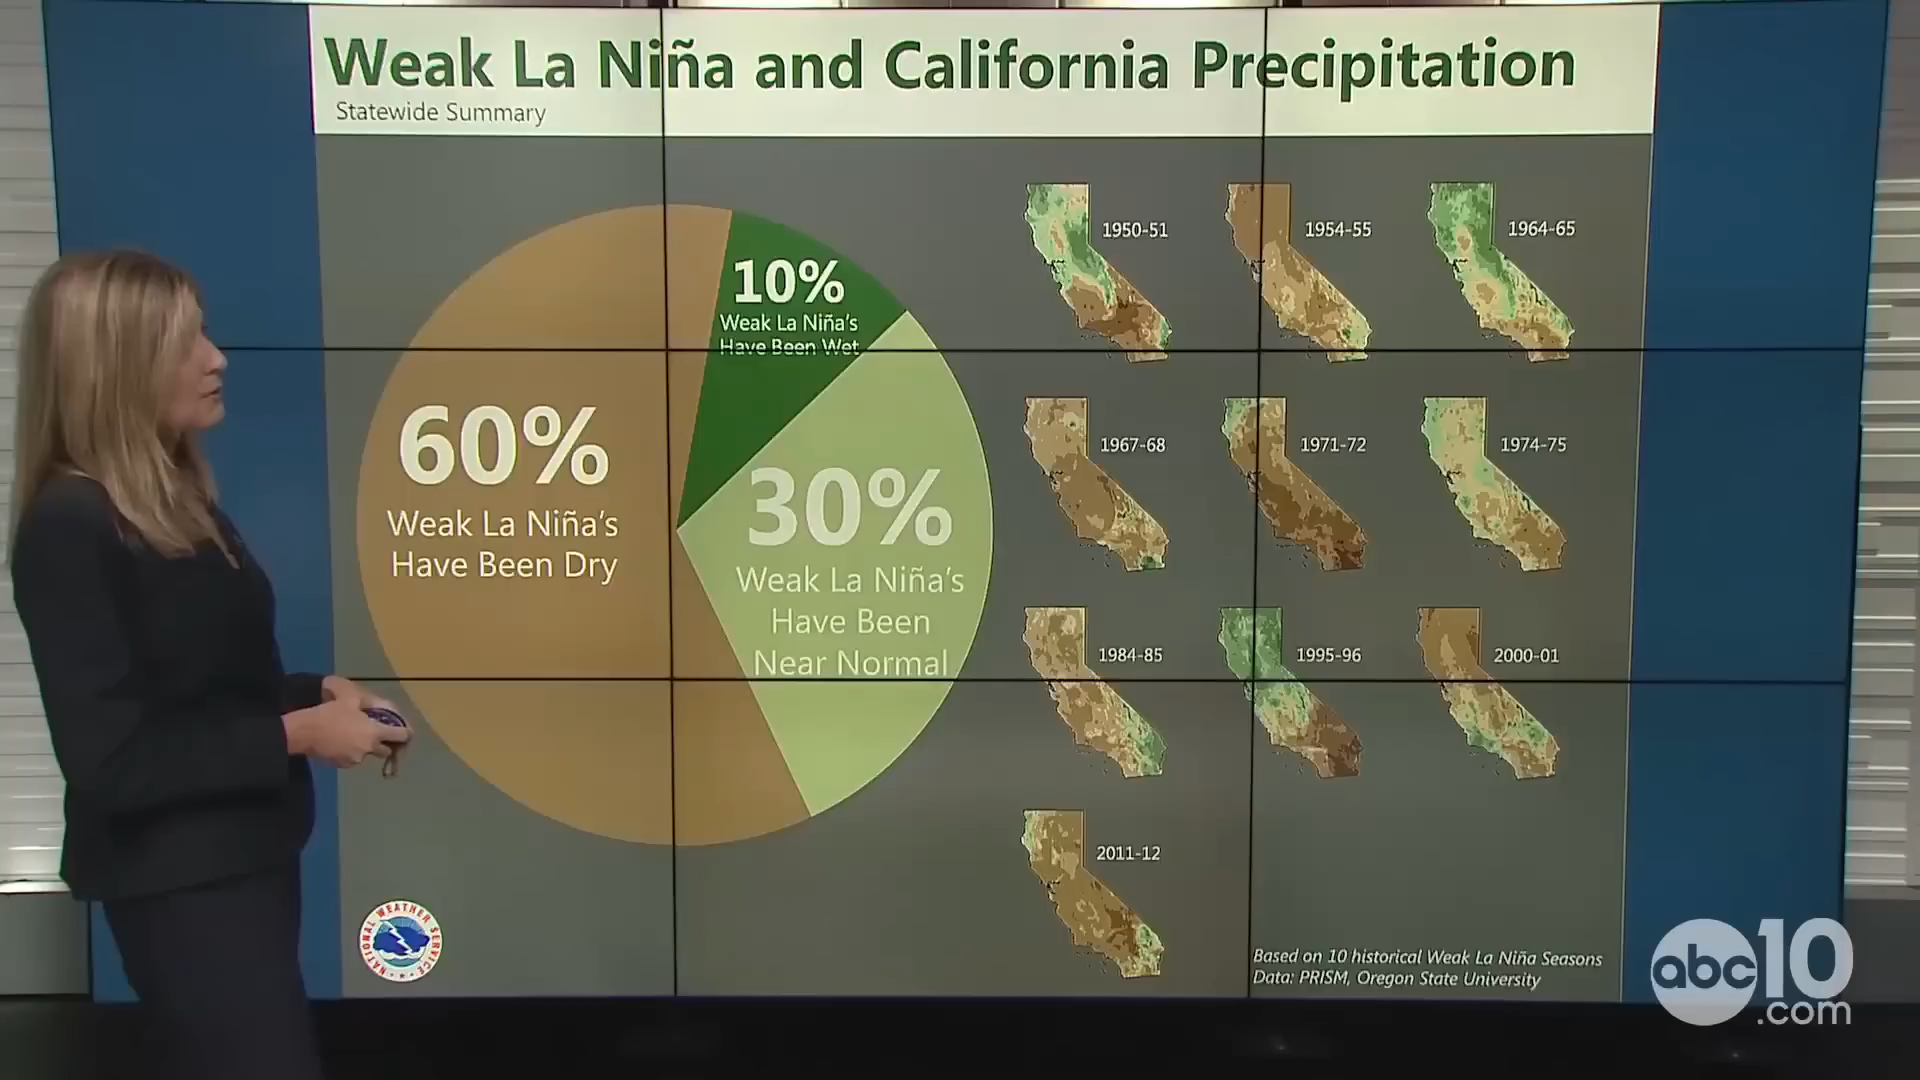 Weak La Niña and California Precipitation
Statewide Summary
10%
Weak La Niña's
Have Been Wet
60%
Weak La Niña's
Have Been Dry
30%
Weak La Niña's
Have Been
Near Normal
1950-51
1954-55
1964-65
1967-68
1971-72
1974-75
1984-85
1995-96
2000-01
2011-12
NATIONAL WEATHER SERVICE
Based on 10 historical Weak La Niña Seasons
Data: PRISM, Oregon State University
abc10
.com